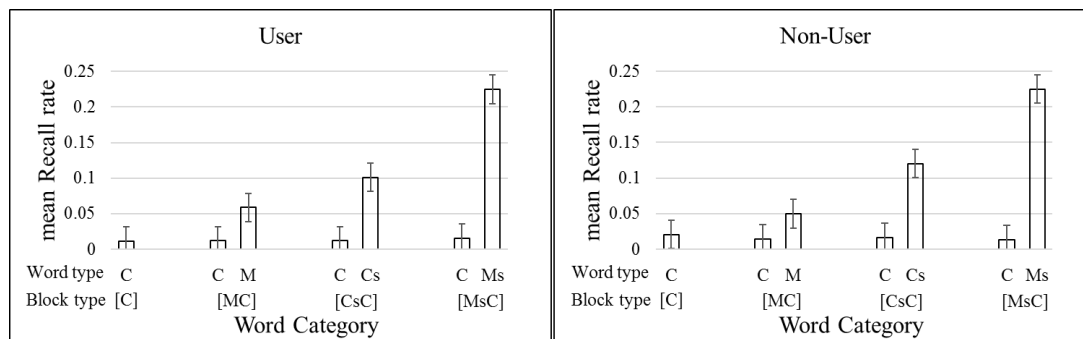 User
0.25
0.2
0.15
0.1
0.05
0
mean Recall rate
Word type C C M C Cs C Ms
Block type [C] [MC] [CsC] [MsC]
Word Category
Non-User
0.25
0.2
0.15
0.1
0.05
0
mean Recall rate
Word type C C M C Cs C Ms
Block type [C] [MC] [CsC] [MsC]
Word Category